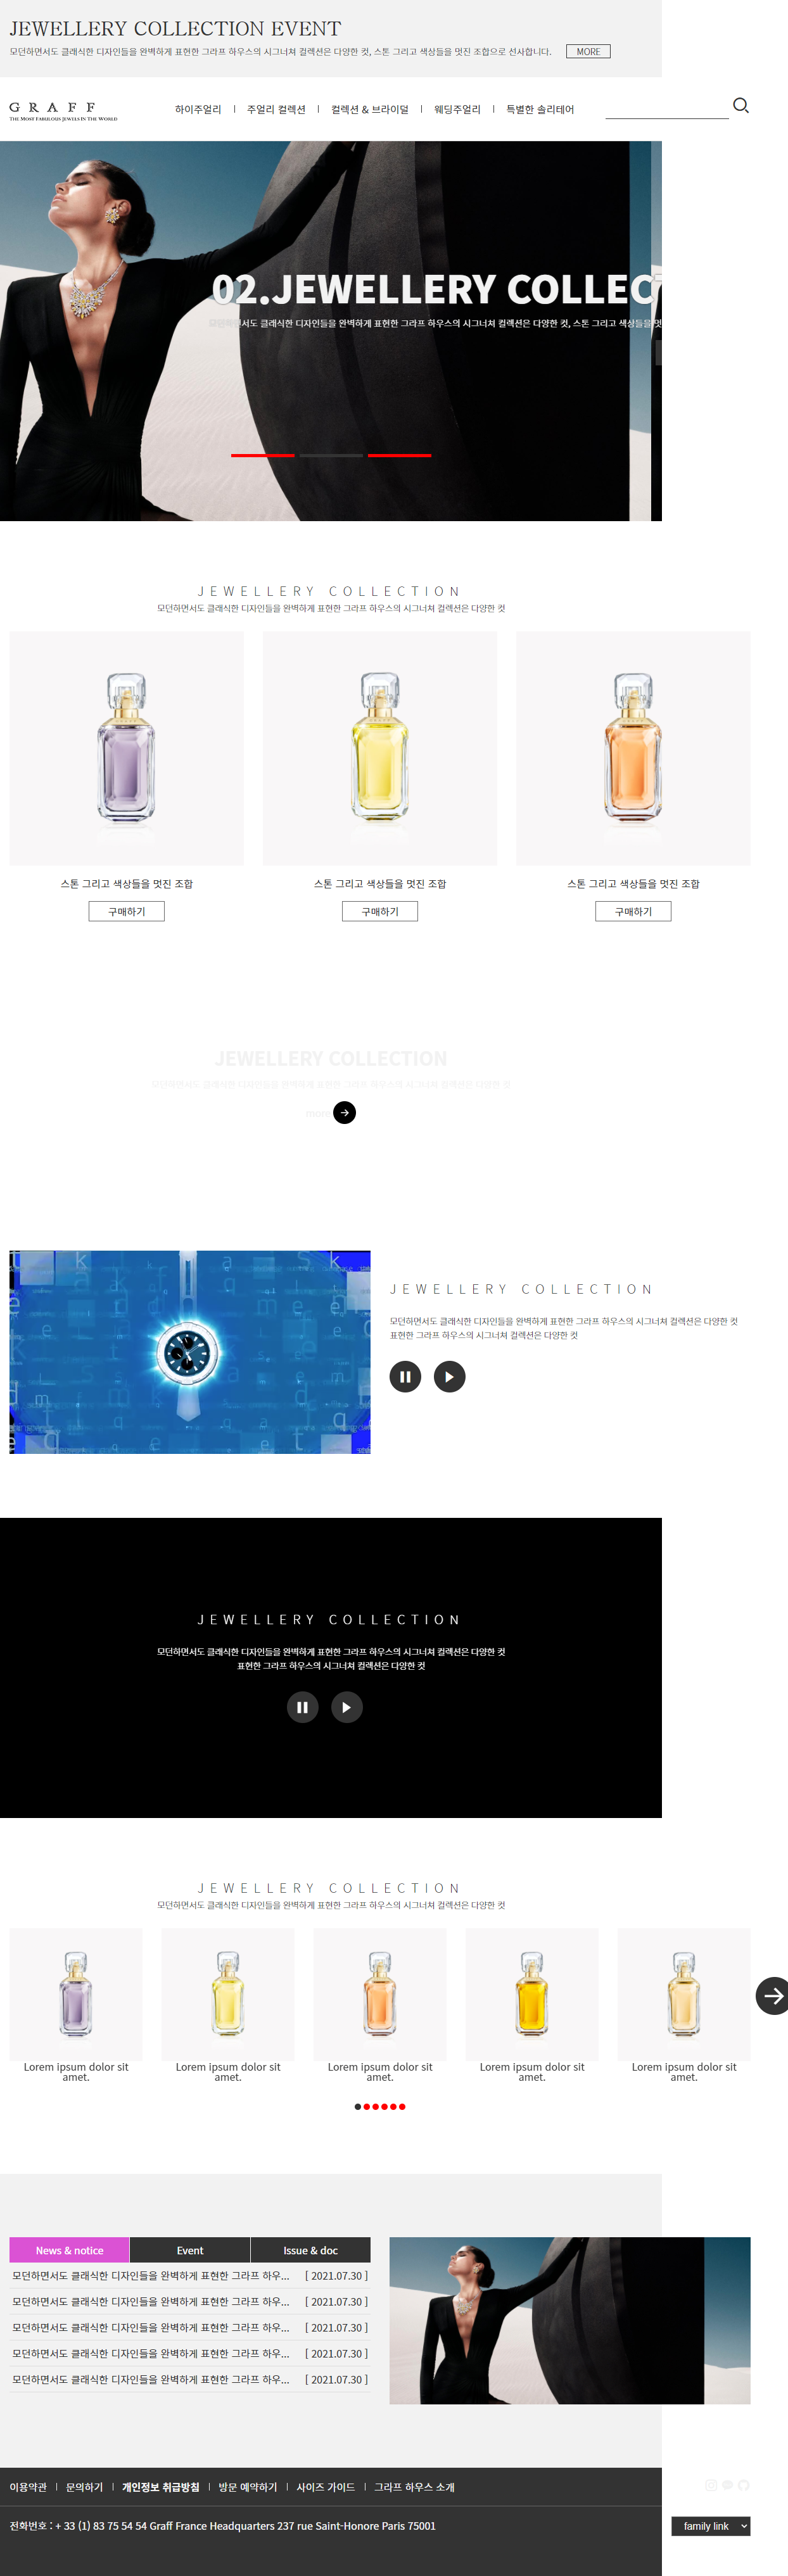 JEWELLERY COLLECTION EVENT
모던하면서도 클래식한 디자인들을 완벽하게 표현한 그라프 하우스의 시그너쳐 컬렉션은 다양한 컷, 스톤 그리고 색상들을 멋진 조합으로 선사합니다.
MORE
GRAFF
THE MOST FABULOUS JEWELS IN THE WORLD
하이주얼리
주얼리 컬렉션
컬렉션 & 브라이덜
웨딩주얼리
특별한 솔리테어
02.JEWELLERY COLLEC
모던하면서도 클래식한 디자인들을 완벽하게 표현한 그라프 하우스의 시그너쳐 컬렉션은 다양한 컷, 스톤 그리고 색상들을 멋
JEWELLERY COLLECTION
모던하면서도 클래식한 디자인들을 완벽하게 표현한 그라프 하우스의 시그너쳐 컬렉션은 다양한 컷
스톤 그리고 색상들을 멋진 조합
스톤 그리고 색상들을 멋진 조합
스톤 그리고 색상들을 멋진 조합
구매하기
구매하기
구매하기
JEWELLERY COLLECTION
모던하면서도 클래식한 디자인들을 완벽하게 표현한 그라프 하우스의 시그너쳐 컬렉션은 다양한 컷
JEWELLERY COLLECTION
모던하면서도 클래식한 디자인들을 완벽하게 표현한 그라프 하우스의 시그너쳐 컬렉션은 다양한 컷
표현한 그라프 하우스의 시그너쳐 컬렉션은 다양한 컷
JEWELLERY COLLECTION
모던하면서도 클래식한 디자인들을 완벽하게 표현한 그라프 하우스의 시그너쳐 컬렉션은 다양한 컷
표현한 그라프 하우스의 시그너쳐 컬렉션은 다양한 컷
JEWELLERY COLLECTION
모던하면서도 클래식한 디자인들을 완벽하게 표현한 그라프 하우스의 시그너쳐 컬렉션은 다양한 컷
Lorem ipsum dolor sit
amet.
Lorem ipsum dolor sit
amet.
Lorem ipsum dolor sit
amet.
Lorem ipsum dolor sit
amet.
Lorem ipsum dolor sit
amet.
News & notice
Event
Issue & doc
모던하면서도 클래식한 디자인들을 완벽하게 표현한 그라프 하우... [ 2021.07.30 ]
모던하면서도 클래식한 디자인들을 완벽하게 표현한 그라프 하우... [ 2021.07.30 ]
모던하면서도 클래식한 디자인들을 완벽하게 표현한 그라프 하우... [ 2021.07.30 ]
모던하면서도 클래식한 디자인들을 완벽하게 표현한 그라프 하우... [ 2021.07.30 ]
모던하면서도 클래식한 디자인들을 완벽하게 표현한 그라프 하우... [ 2021.07.30 ]
이용약관
문의하기
개인정보 취급방침
방문 예약하기
사이즈 가이드
그라프 하우스 소개
전화번호 : + 33 (1) 83 75 54 54 Graff France Headquarters 237 rue Saint-Honore Paris 75001
family link